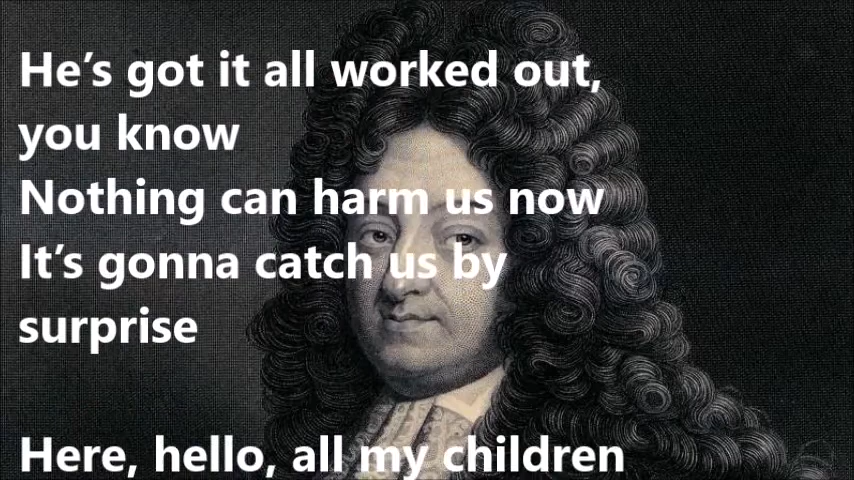 He’s got it all worked out,
you know
Nothing can harm us now
It’s gonna catch us by
surprise
Here, hello, all my children